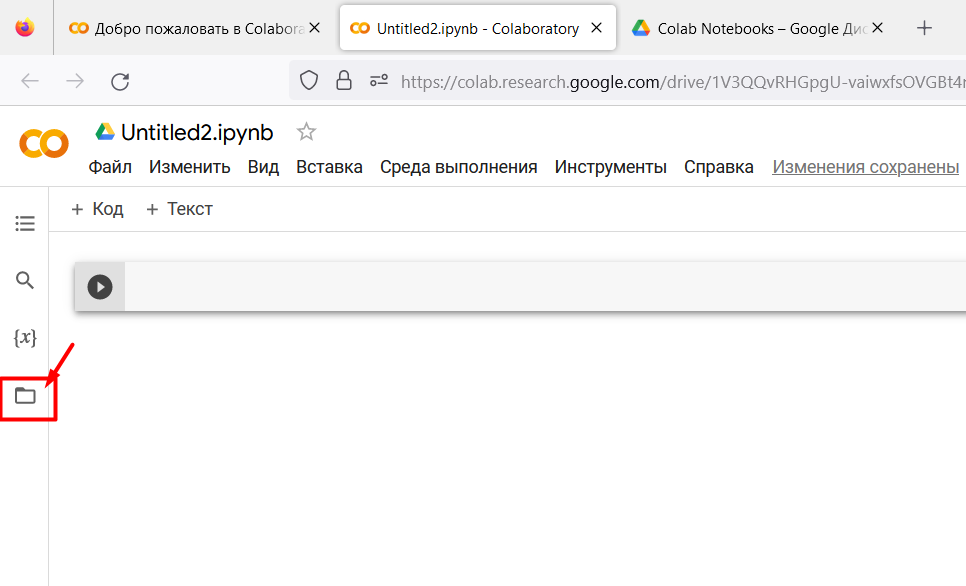 Добро пожаловать в Colabora
Untitled2.ipynb - Colaboratory
Colab Notebooks – Google Дис
https://colab.research.google.com/drive/1V3QQvRHGpgU-vaiwxfsOVGBt4r
Untitled2.ipynb
Файл Изменить Вид Вставка Среда выполнения Инструменты Справка Изменения сохранены
+ Код + Текст
{x}